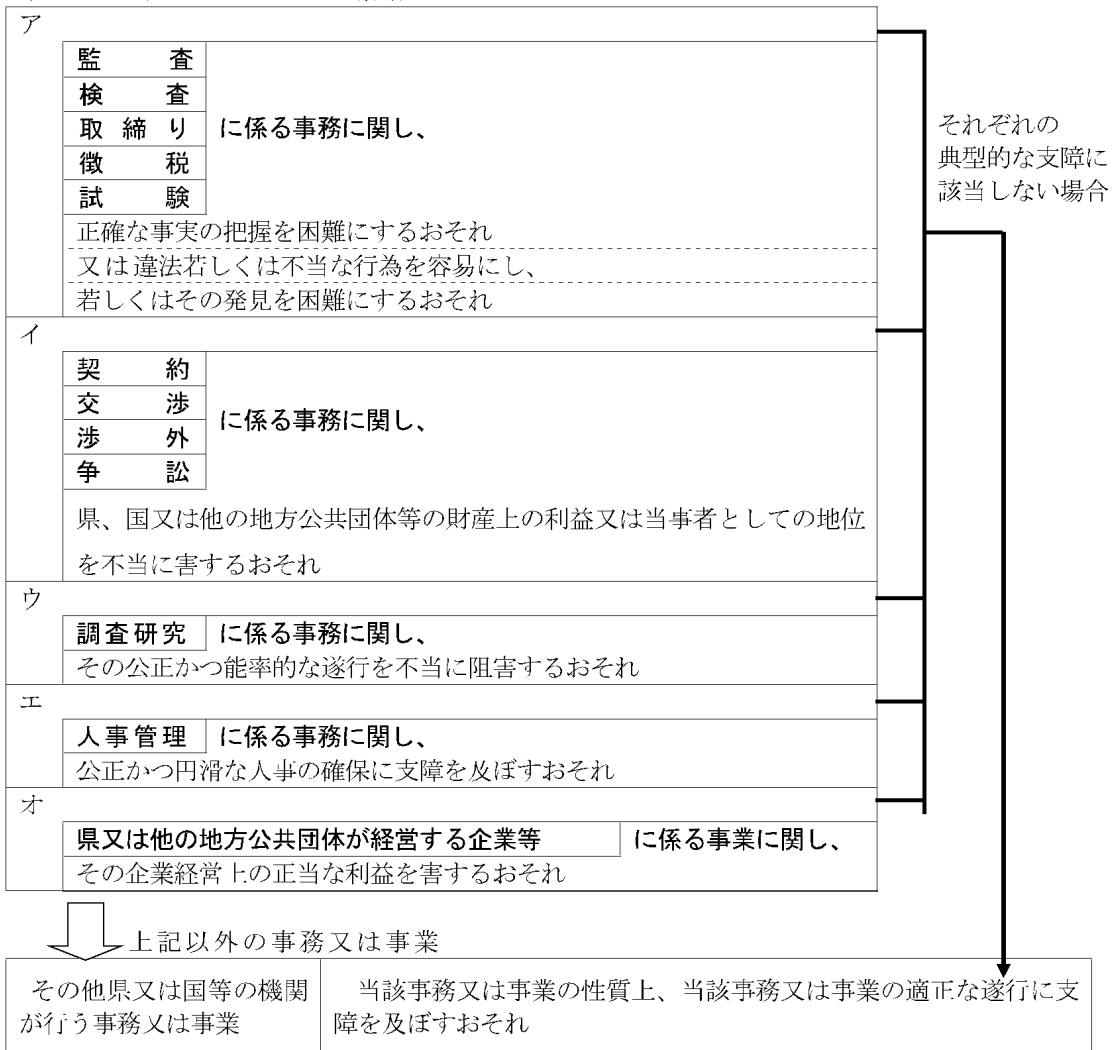 ア
監査
検査
取締り
徴税
試験
に係る事務に関し、
正確な事実の把握を困難にするおそれ
又は違法若しくは不当な行為を容易にし、
若しくはその発見を困難にするおそれ
それぞれの
典型的な支障に
該当しない場合
イ
契約
交渉
渉外
争訟
に係る事務に関し、
県、国又は他の地方公共団体等の財産上の利益又は当事者としての地位
を不当に害するおそれ
ウ
調査研究 に係る事務に関し、
その公正かつ能率的な遂行を不当に阻害するおそれ
エ
人事管理 に係る事務に関し、
公正かつ円滑な人事の確保に支障を及ぼすおそれ
オ
県又は他の地方公共団体が経営する企業等 に係る事業に関し、
その企業経営上の正当な利益を害するおそれ
上記以外の事務又は事業
その他県又は国等の機関
が行う事務又は事業
当該事務又は事業の性質上、当該事務又は事業の適正な遂行に支
障を及ぼすおそれ